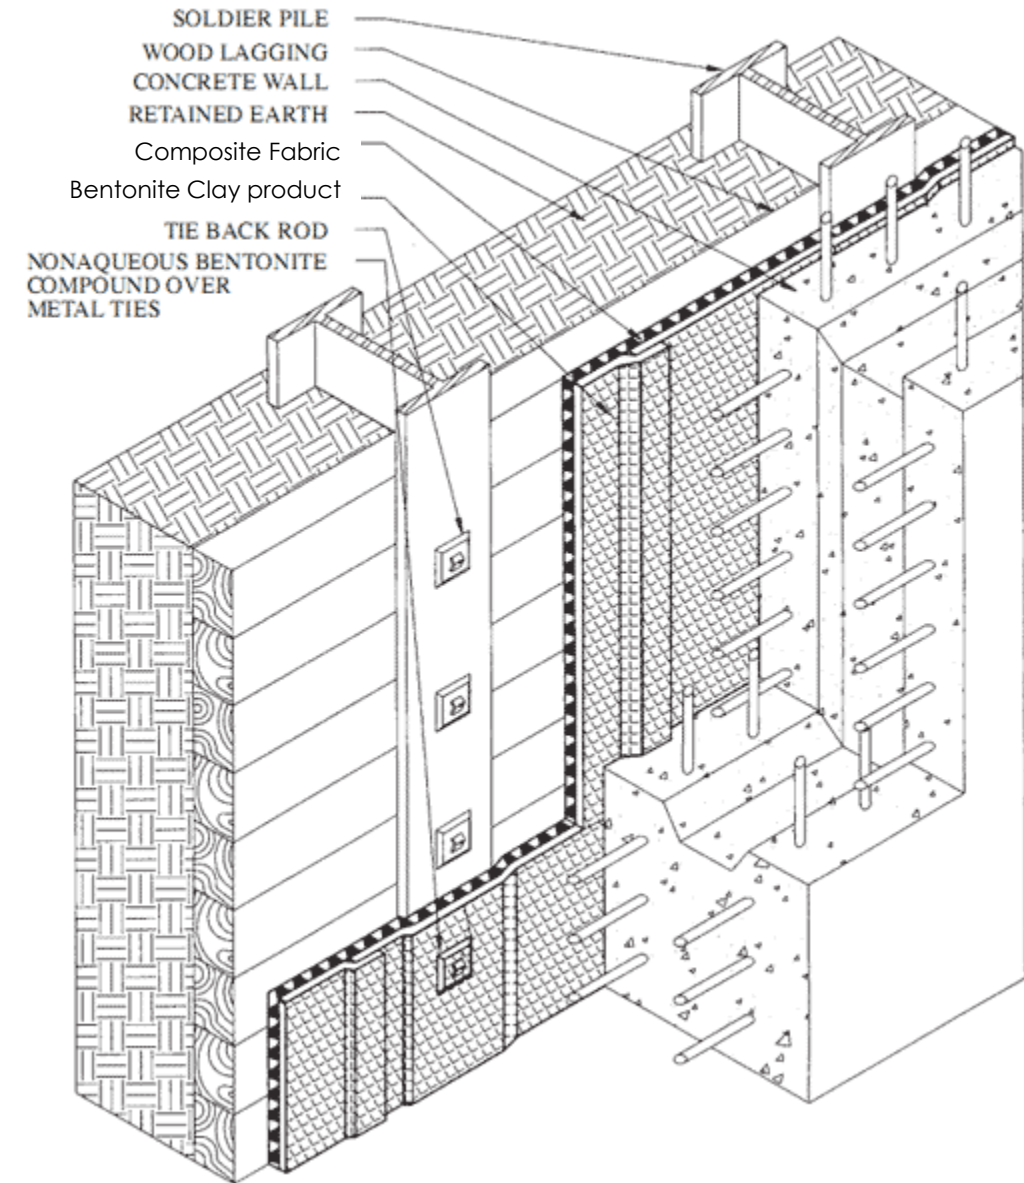 SOLDIER PILE
WOOD LAGGING
CONCRETE WALL
RETAINED EARTH
Composite Fabric
Bentonite Clay product
TIE BACK ROD
NONAQUEOUS BENTONITE
COMPOUND OVER
METAL TIES